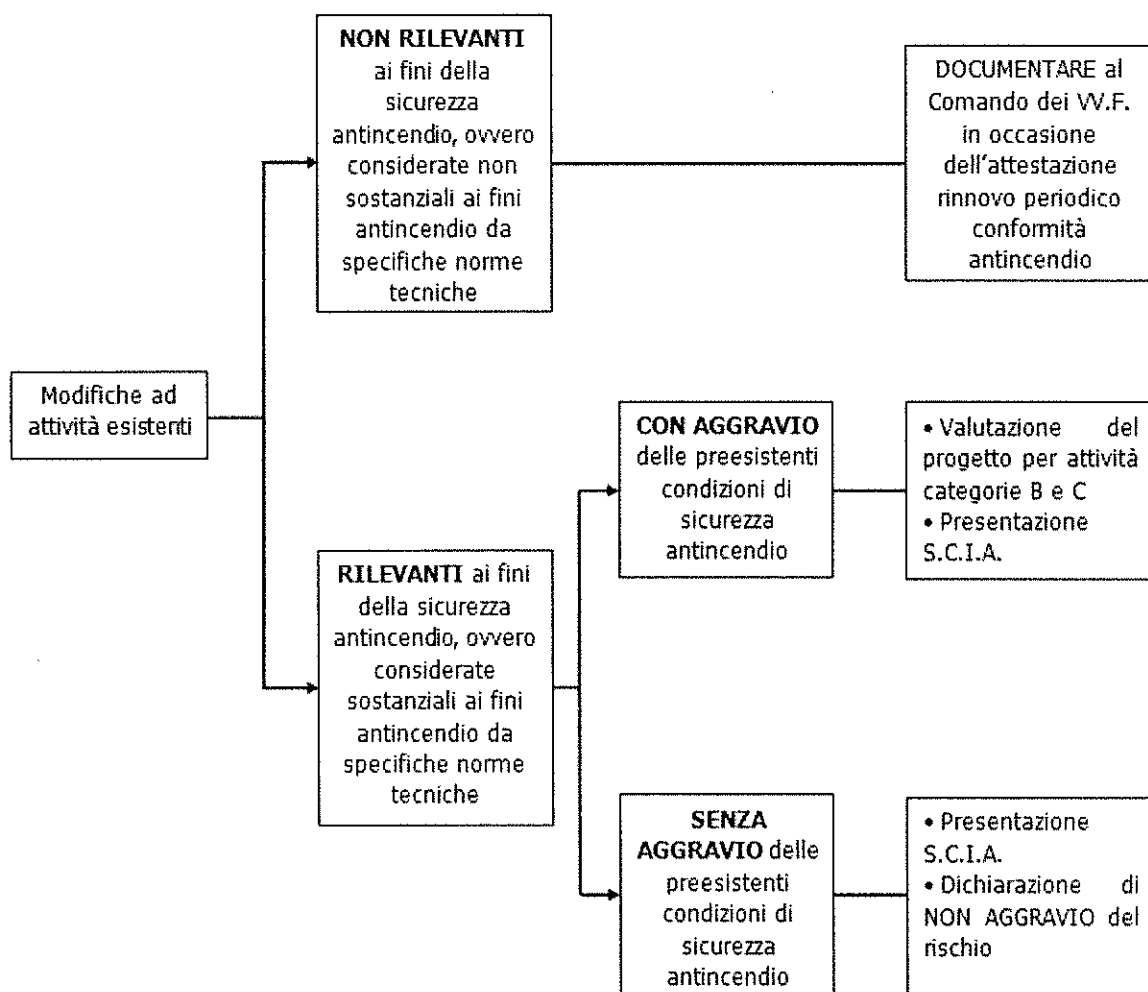 NON RILEVANTI
ai fini della
sicurezza
antincendio, ovvero
considerate non
sostanziali ai fini
antincendio da
specifiche norme
tecniche
DOCUMENTARE al
Comando dei VV.F.
in occasione
dell'attestazione
rinnovo periodico
conformità
antincendio
Modifiche ad
attività esistenti
CON AGGRAVIO
delle preesistenti
condizioni di
sicurezza
antincendio
• Valutazione del
progetto per attività
categorie B e C
• Presentazione
S.C.I.A.
RILEVANTI ai fini
della sicurezza
antincendio, ovvero
considerate
sostanziali ai fini
antincendio da
specifiche norme
tecniche
SENZA
AGGRAVIO delle
preesistenti
condizioni di
sicurezza
antincendio
• Presentazione
S.C.I.A.
• Dichiarazione di
NON AGGRAVIO del
rischio